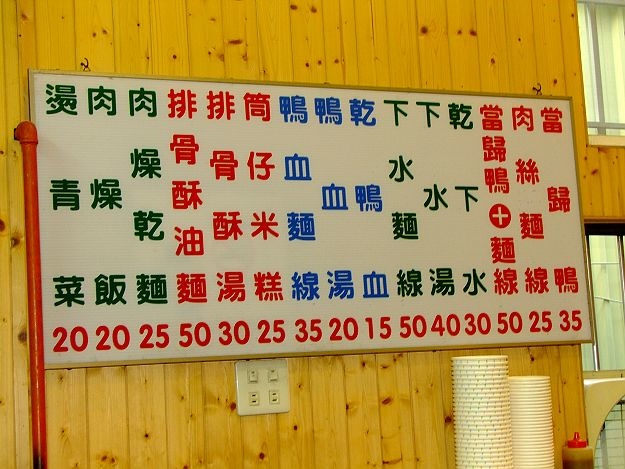 當歸鴨 35
肉絲麵線 25
當歸鴨+麵線 50
乾下水 30
下水湯 40
下水麵線 50
乾鴨血 15
鴨血湯 20
鴨血麵線 35
筒仔米糕 25
排骨酥湯 30
排骨酥油麵 50
肉燥乾麵 25
肉燥飯 20
燙青菜 20